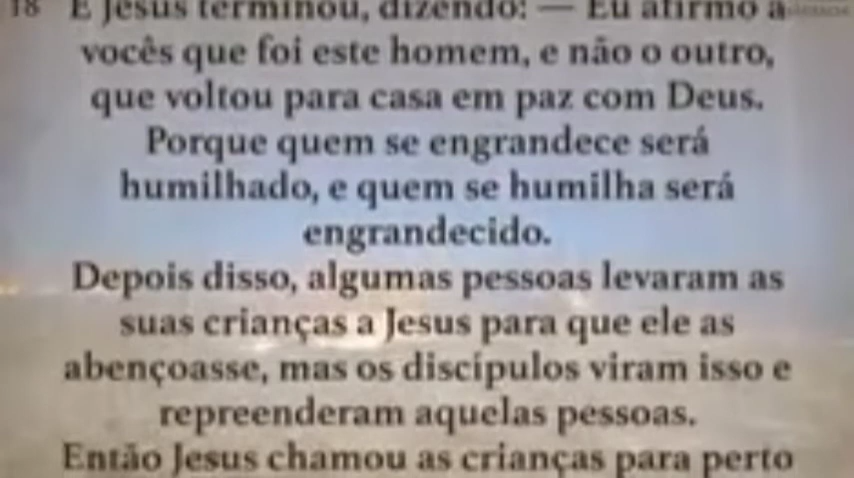 18 E Jesus terminou, dizendo: — Eu afirmo a
vocês que foi este homem, e não o outro,
que voltou para casa em paz com Deus.
Porque quem se engrandece será
humilhado, e quem se humilha será
engrandecido.
Depois disso, algumas pessoas levaram as
suas crianças a Jesus para que ele as
abençoasse, mas os discípulos viram isso e
repreenderam aquelas pessoas.
Então Jesus chamou as crianças para perto